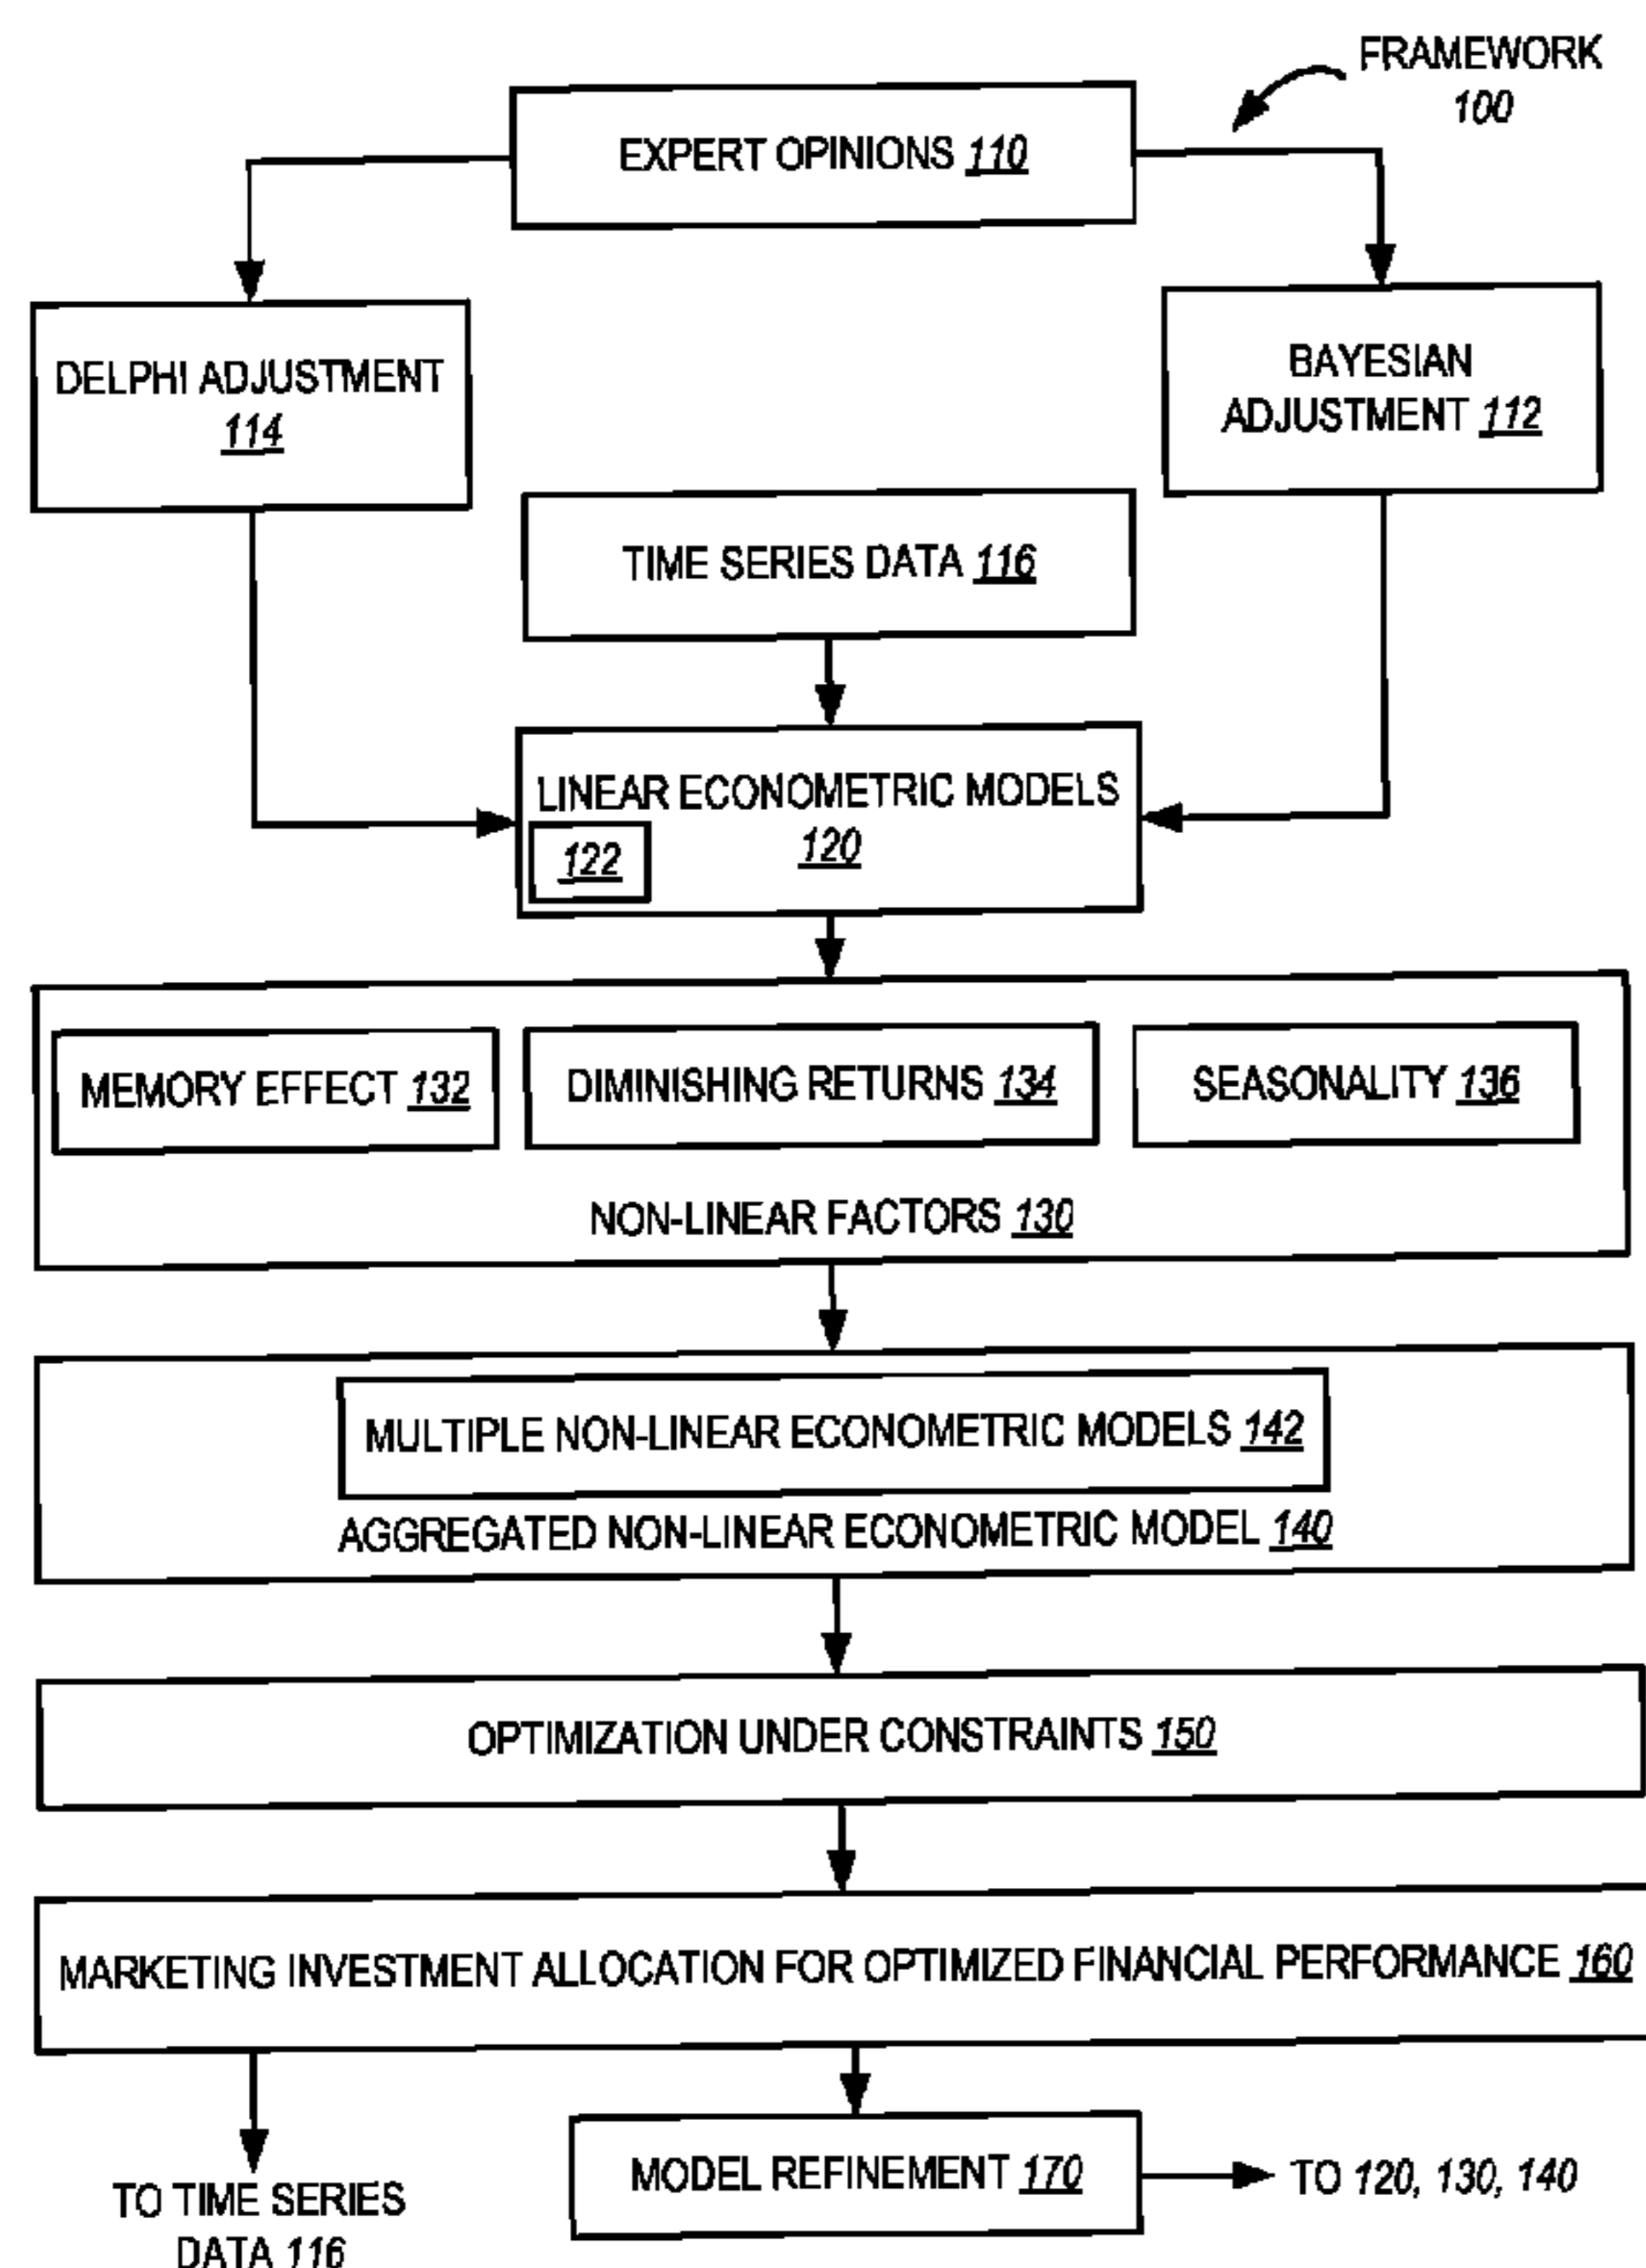 FRAMEWORK
100
EXPERT OPINIONS 110
DELPHI ADJUSTMENT
114
BAYESIAN
ADJUSTMENT 112
TIME SERIES DATA 116
LINEAR ECONOMETRIC MODELS
120
122
MEMORY EFFECT 132
DIMINISHING RETURNS 134
SEASONALITY 136
NON-LINEAR FACTORS 130
MULTIPLE NON-LINEAR ECONOMETRIC MODELS 142
AGGREGATED NON-LINEAR ECONOMETRIC MODEL 140
OPTIMIZATION UNDER CONSTRAINTS 150
MARKETING INVESTMENT ALLOCATION FOR OPTIMIZED FINANCIAL PERFORMANCE 160
MODEL REFINEMENT 170
TO 120, 130, 140
TO TIME SERIES
DATA 116